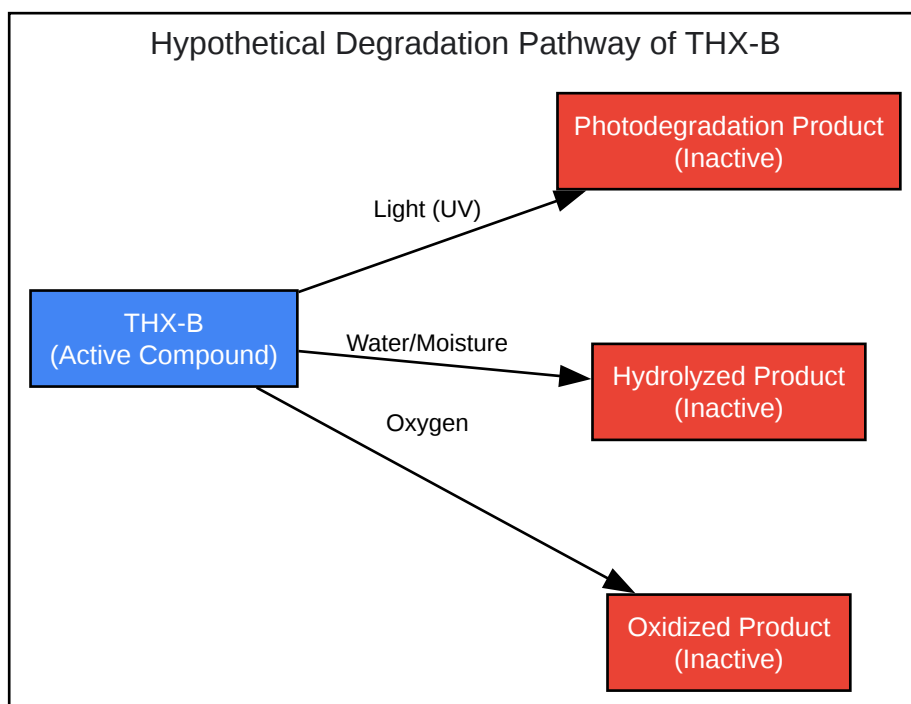 Hypothetical Degradation Pathway of THX-B
Photodegradation Product
(Inactive)
Light (UV)
THX-B
(Active Compound)
Water/Moisture
Hydrolyzed Product
(Inactive)
Oxygen
Oxidized Product
(Inactive)